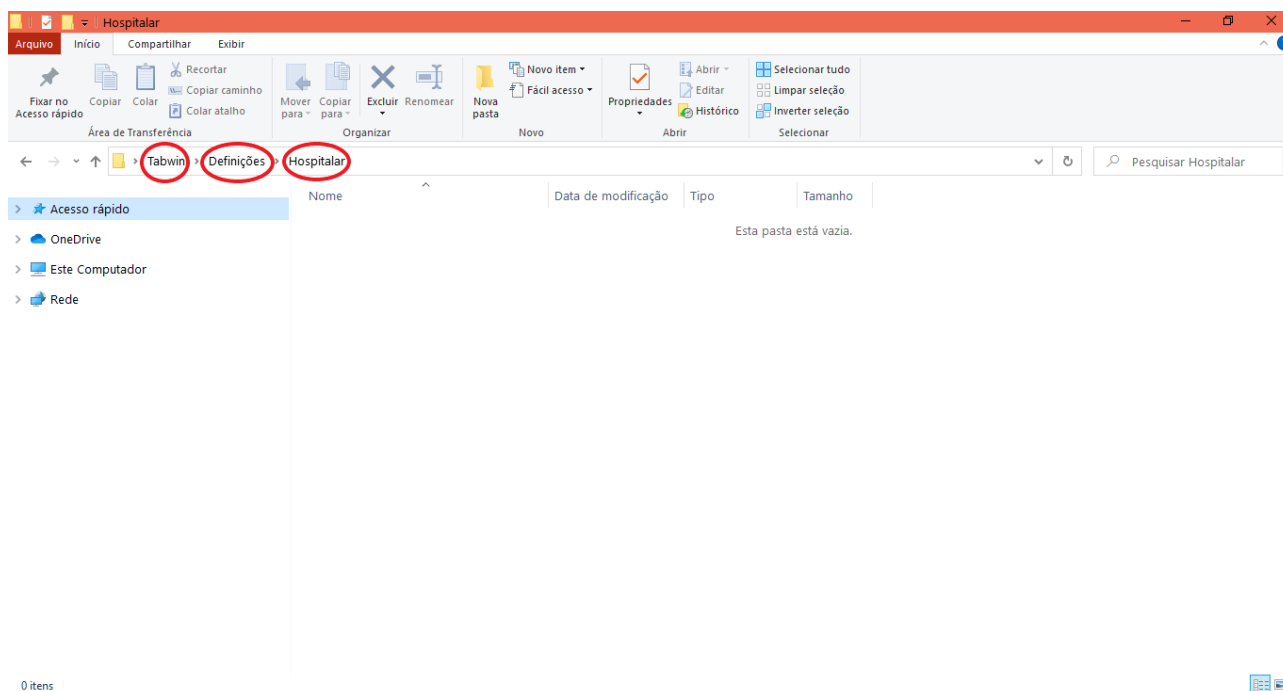 Hospitalar
Arquivo Início Compartilhar Exibir
Fixar no Acesso rápido
Copiar
Colar
Recortar
Copiar caminho
Colar atalho
Área de Transferência
Mover para
Copiar para
Excluir
Renomear
Organizar
Nova pasta
Novo item
Fácil acesso
Novo
Propriedades
Abrir
Editar
Histórico
Abrir
Selecionar tudo
Limpar seleção
Inverter seleção
Selecionar
Tabwin › Definições › Hospitalar
Pesquisar Hospitalar
Nome Data de modificação Tipo Tamanho
Esta pasta está vazia.
Acesso rápido
OneDrive
Este Computador
Rede
0 itens